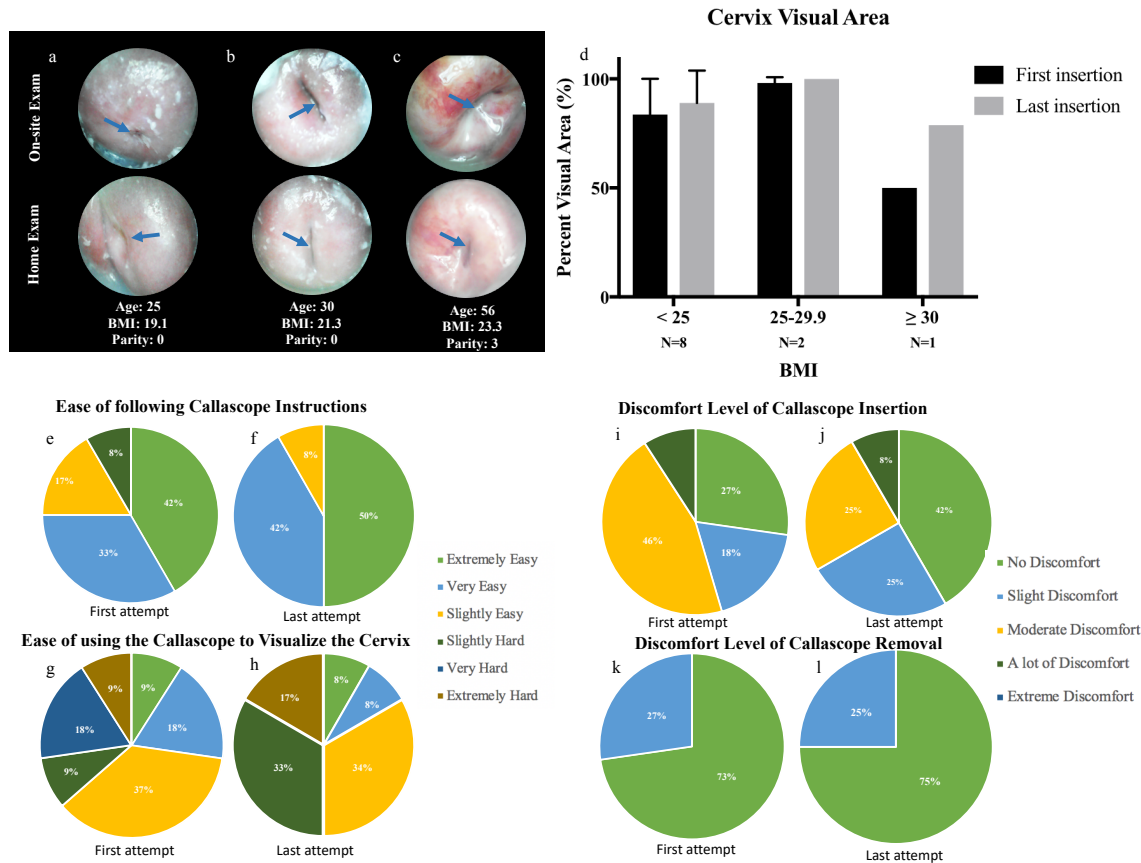 a
b
c
On-site Exam
Home Exam
Age: 25
BMI: 19.1
Parity: 0
Age: 30
BMI: 21.3
Parity: 0
Age: 56
BMI: 23.3
Parity: 3
Cervix Visual Area
d
Percent Visual Area (%)
100
50
0
First insertion
Last insertion
< 25
25-29.9
≥ 30
N=8
N=2
N=1
BMI
Ease of following Callascope Instructions
e
8%
17%
42%
33%
First attempt
f
8%
42%
50%
Last attempt
Ease of using the Callascope to Visualize the Cervix
g
9%
9%
18%
18%
9%
37%
First attempt
h
8%
17%
8%
33%
34%
Last attempt
Extremely Easy
Very Easy
Slightly Easy
Slightly Hard
Very Hard
Extremely Hard
Discomfort Level of Callascope Insertion
i
27%
46%
18%
First attempt
j
8%
25%
42%
25%
Last attempt
Discomfort Level of Callascope Removal
k
27%
73%
First attempt
l
25%
75%
Last attempt
No Discomfort
Slight Discomfort
Moderate Discomfort
A lot of Discomfort
Extreme Discomfort